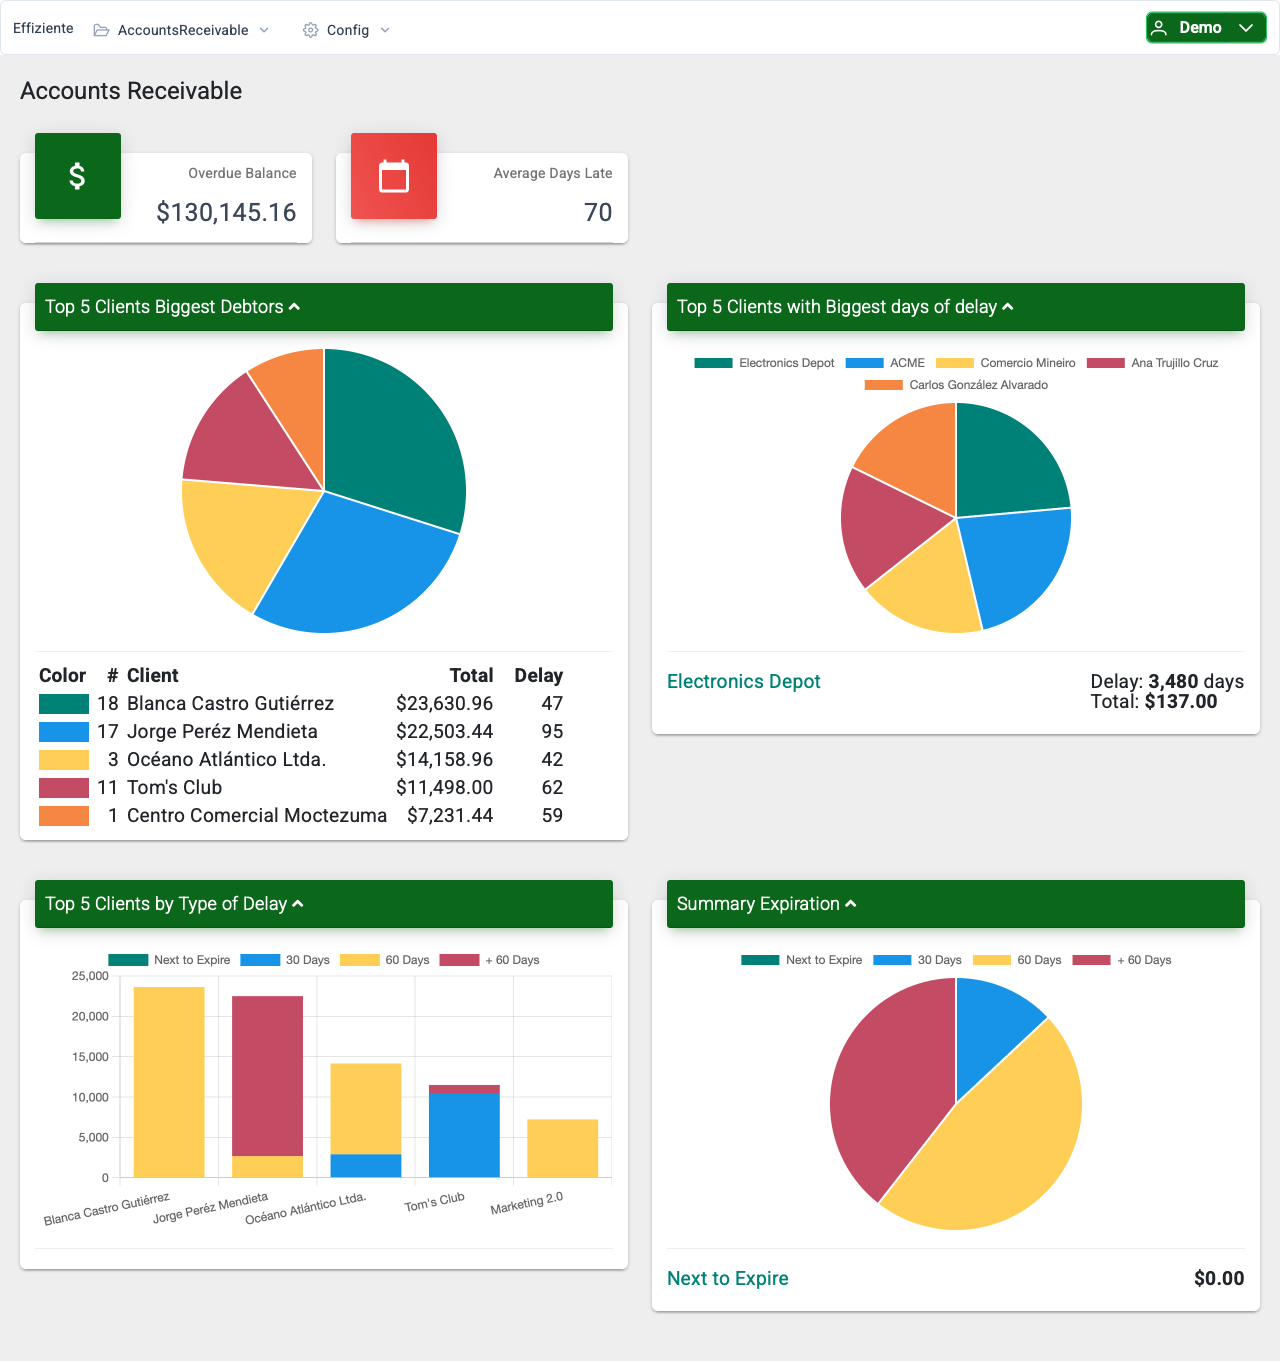 Effiziente AccountsReceivable Config Demo
Accounts Receivable
$
Overdue Balance
$130,145.16
Average Days Late
70
Top 5 Clients Biggest Debtors
Color # Client Total Delay
18 Blanca Castro Gutiérrez $23,630.96 47
17 Jorge Peréz Mendieta $22,503.44 95
3 Océano Atlántico Ltda. $14,158.96 42
11 Tom's Club $11,498.00 62
1 Centro Comercial Moctezuma $7,231.44 59
Top 5 Clients with Biggest days of delay
Electronics Depot ACME Comercio Mineiro Ana Trujillo Cruz
Carlos González Alvarado
Electronics Depot
Delay: 3,480 days
Total: $137.00
Top 5 Clients by Type of Delay
Next to Expire 30 Days 60 Days + 60 Days
25,000
20,000
15,000
10,000
5,000
0
Blanca Castro Gutiérrez
Jorge Peréz Mendieta
Océano Atlántico Ltda.
Tom's Club
Marketing 2.0
Summary Expiration
Next to Expire 30 Days 60 Days + 60 Days
Next to Expire $0.00